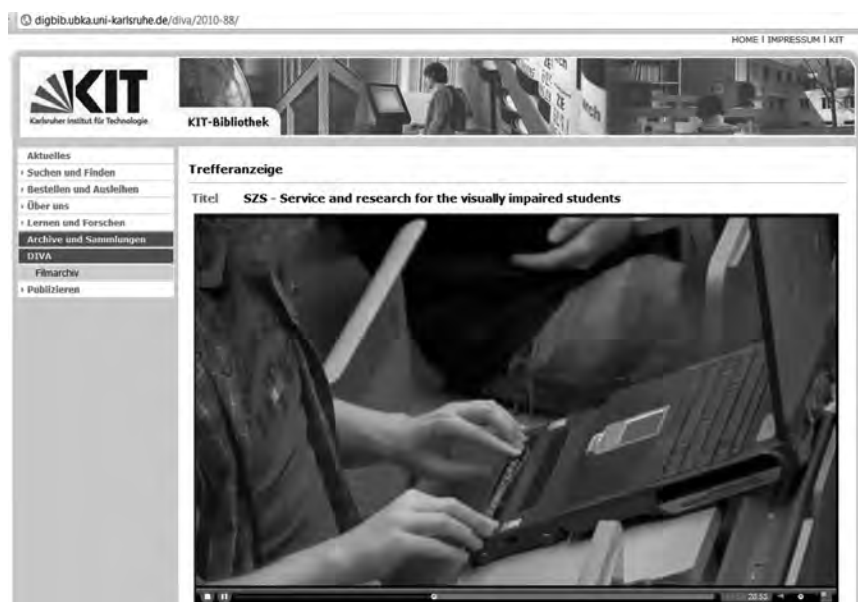 digbib.ubka.uni-karlsruhe.de/diva/2010-88/
HOME | IMPRESSUM | KIT
KIT
Karlsruher Institut für Technologie
KIT-Bibliothek
Aktuelles
Suchen und Finden
Bestellen und Ausleihen
Über uns
Lernen und Forschen
Archive und Sammlungen
DIVA
Filmarchiv
Publizieren
Trefferanzeige
Titel SZS - Service and research for the visually impaired students